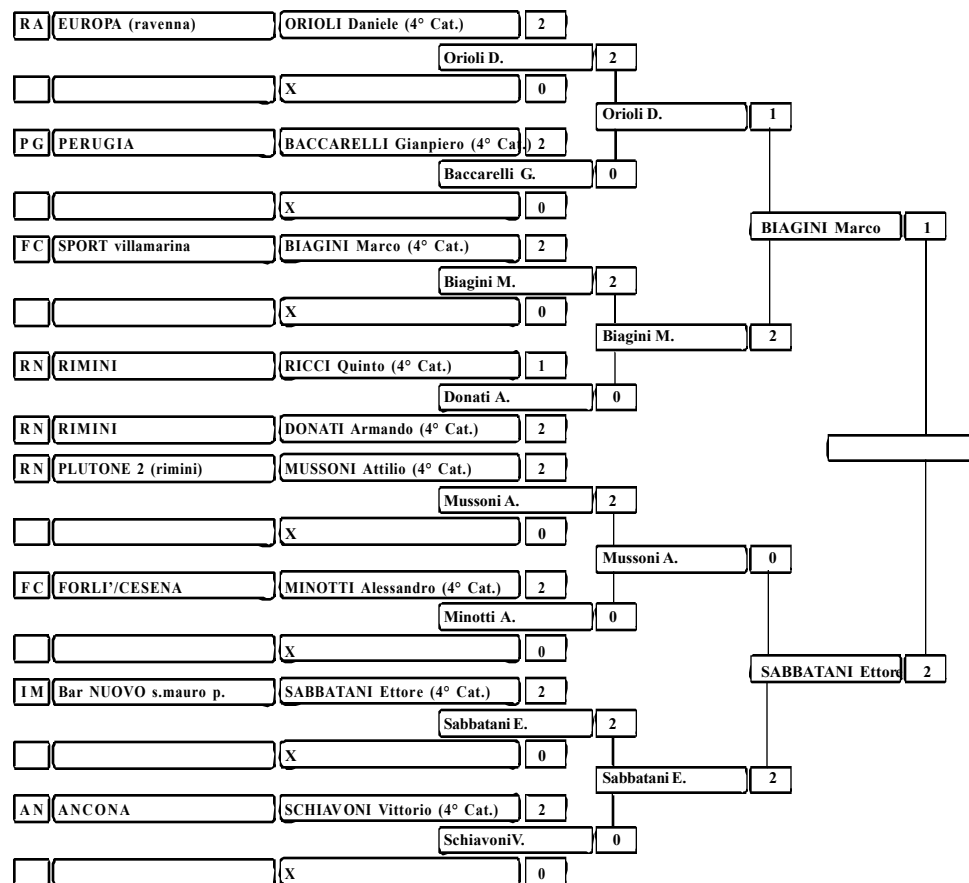 RA EUROPA (ravenna) ORIOLI Daniele (4° Cat.) 2
Orioli D. 2
X 0
Orioli D. 1
PG PERUGIA BACCARELLI Gianpiero (4° Cat.) 2
Baccarelli G. 0
X 0
BIAGINI Marco 1
FC SPORT villamarina BIAGINI Marco (4° Cat.) 2
Biagini M. 2
X 0
Biagini M. 2
RN RIMINI RICCI Quinto (4° Cat.) 1
Donati A. 0
RN RIMINI DONATI Armando (4° Cat.) 2
RN PLUTONE 2 (rimini) MUSSONI Attilio (4° Cat.) 2
Mussoni A. 2
X 0
Mussoni A. 0
FC FORLI'/CESENA MINOTTI Alessandro (4° Cat.) 2
Minotti A. 0
X 0
SABBATANI Ettore 2
IM Bar NUOVO s.mauro p. SABBATANI Ettore (4° Cat.) 2
Sabbatani E. 2
X 0
Sabbatani E. 2
AN ANCONA SCHIAVONI Vittorio (4° Cat.) 2
SchiavoniV. 0
X 0